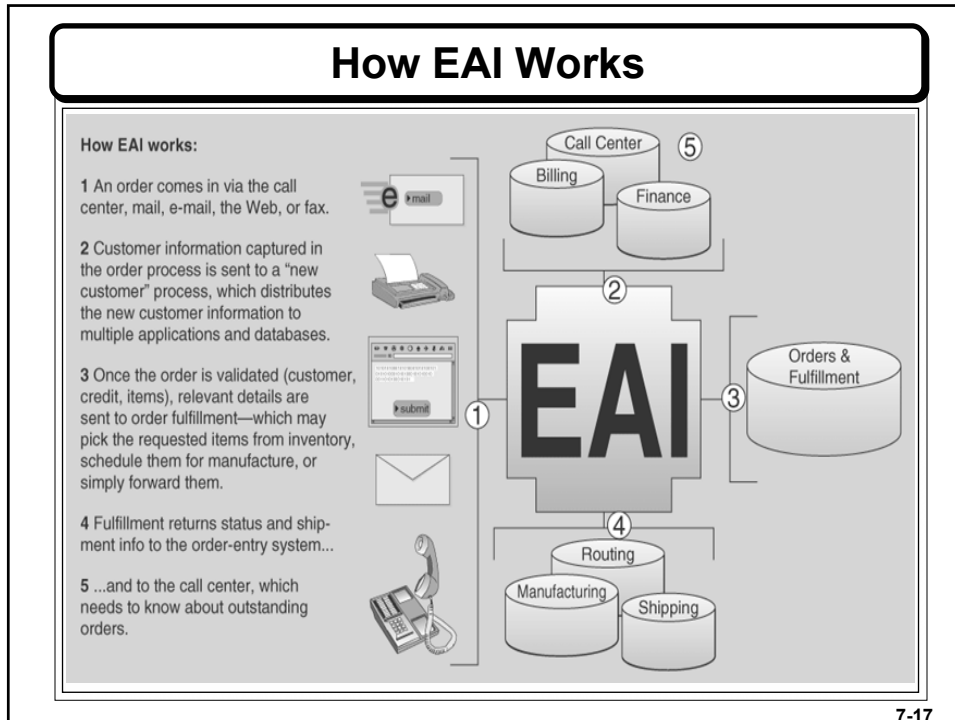 How EAI Works
How EAI works:
1 An order comes in via the call
center, mail, e-mail, the Web, or fax.
2 Customer information captured in
the order process is sent to a “new
customer” process, which distributes
the new customer information to
multiple applications and databases.
3 Once the order is validated (customer,
credit, items), relevant details are
sent to order fulfillment—which may
pick the requested items from inventory,
schedule them for manufacture, or
simply forward them.
4 Fulfillment returns status and ship-
ment info to the order-entry system...
5 ...and to the call center, which
needs to know about outstanding
orders.
e mail
submit
1
Call Center
5
Billing
Finance
2
EAI
3
Orders &
Fulfillment
4
Routing
Manufacturing
Shipping
7-17